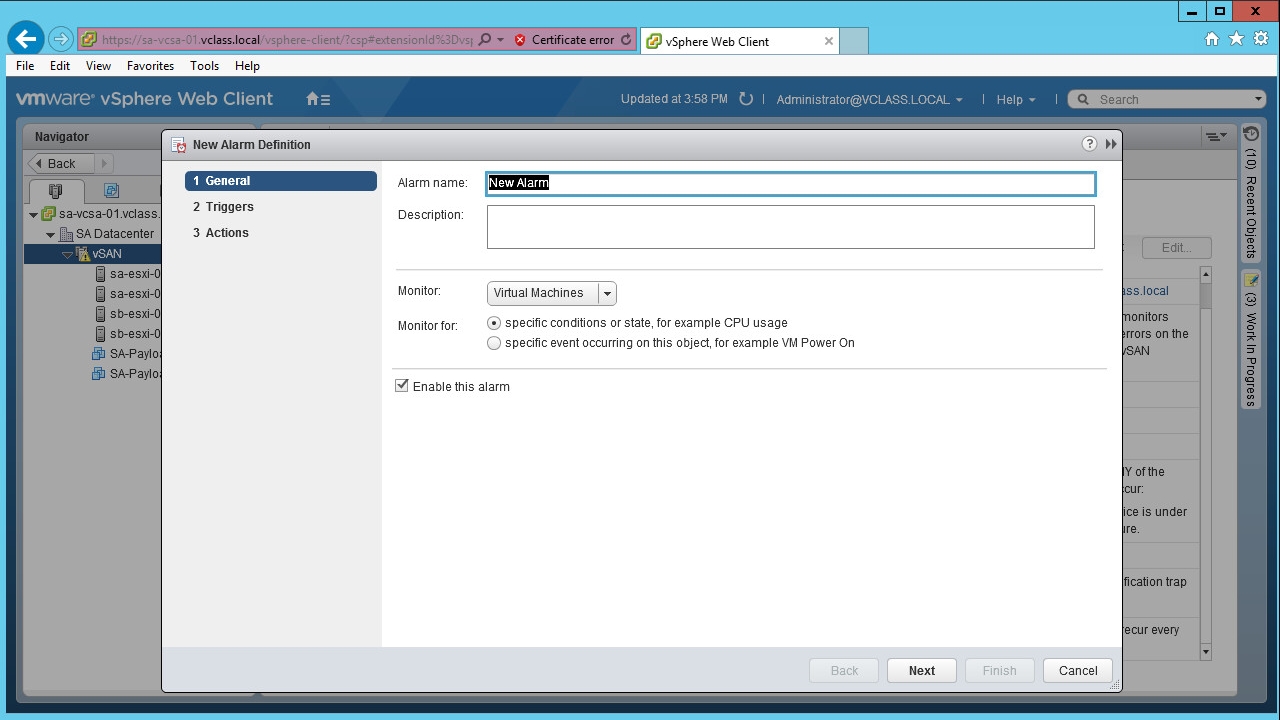 https://sa-vcsa-01.vclass.local/vsphere-client/?csp#extensionId%3Dvsp
Certificate error
vSphere Web Client
File Edit View Favorites Tools Help
vmware® vSphere Web Client
Updated at 3:58 PM
Administrator@VCLASS.LOCAL
Help
Search
Navigator
Back
sa-vcsa-01.vclass.
SA Datacenter
vSAN
sa-esxi-0
sa-esxi-0
sb-esxi-0
sb-esxi-0
SA-Paylo
SA-Paylo
New Alarm Definition
1 General
2 Triggers
3 Actions
Alarm name: New Alarm
Description:
Monitor: Virtual Machines
Monitor for: specific conditions or state, for example CPU usage
specific event occurring on this object, for example VM Power On
Enable this alarm
Back Next Finish Cancel
Edit...
ass.local
monitors
errors on the
vSAN
NY of the
cur:
ice is under
ure.
fication trap
recur every
(10) Recent Objects
(3) Work In Progress